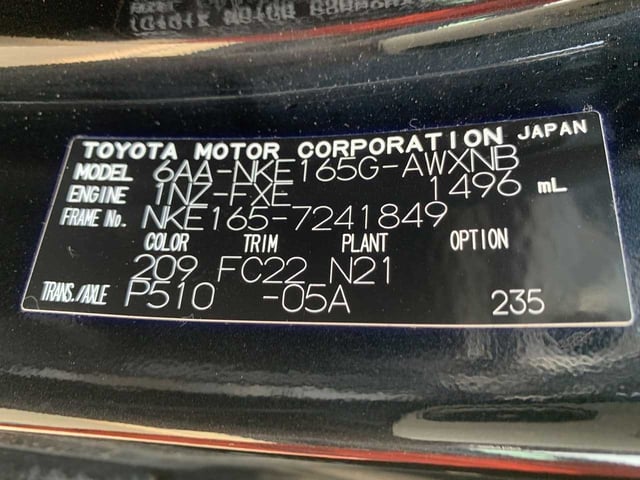 TOYOTA MOTOR CORPORATION JAPAN
MODEL 6AA-NKE165G-AWXNB
ENGINE 1NZ-FXE 1496 mL
FRAME No. NKE165-7241849
COLOR TRIM PLANT OPTION
209 FC22 N21
TRANS./AXLE P510 -05A 235